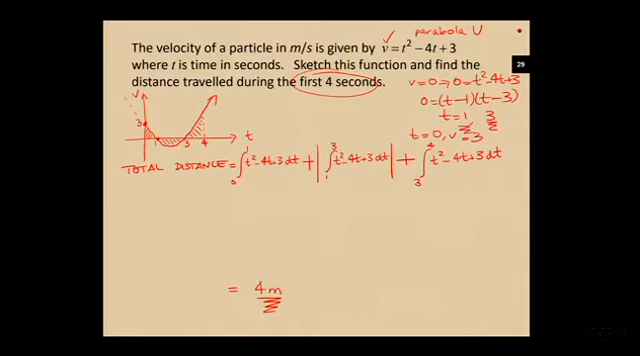 parabola U
The velocity of a particle in m/s is given by v = t² − 4t + 3
where t is time in seconds. Sketch this function and find the
distance travelled during the first 4 seconds.
29
v=0 → 0 = t²-4t+3
0=(t-1)(t-3)
t = 1 3
t=0, v=3
v
3
1 3 4 t
TOTAL DISTANCE = ∫₀¹ t²-4t+3 dt + |∫₁³ t²-4t+3 dt| + ∫₃⁴ t²-4t+3 dt
= 4m